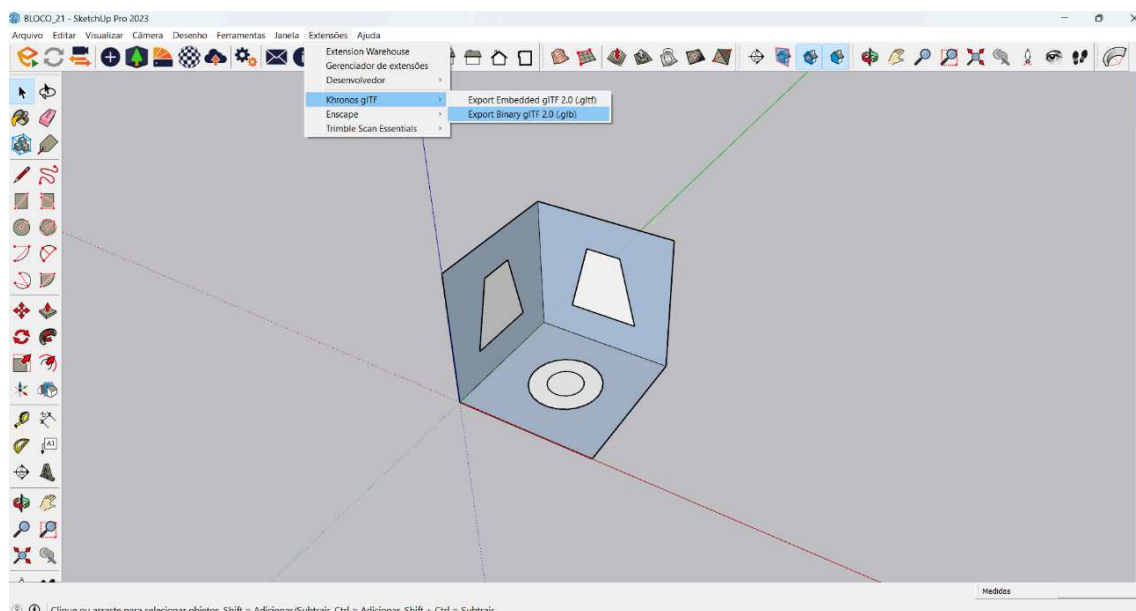 BLOCO_21 - SketchUp Pro 2023
Arquivo Editar Visualizar Câmera Desenho Ferramentas Janela Extensões Ajuda
Extension Warehouse
Gerenciador de extensões
Desenvolvedor
Khronos glTF
Export Embedded glTF 2.0 (.gltf)
Enscape
Export Binary glTF 2.0 (.glb)
Trimble Scan Essentials
A1
Medidas
Clique ou arraste para selecionar objetos. Shift = Adicionar/Subtrair. Ctrl = Adicionar. Shift + Ctrl = Subtrair.